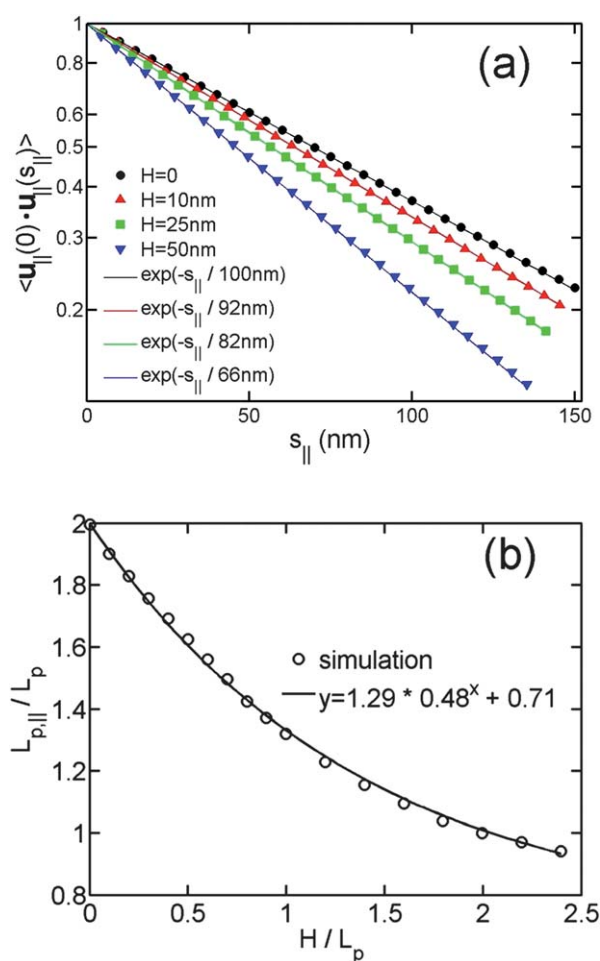 1
0.8
0.6
0.5
0.4
0.3
0.2
(a)
<u||(0)·u||(s||)>
H=0
H=10nm
H=25nm
H=50nm
exp(-s|| / 100nm)
exp(-s|| / 92nm)
exp(-s|| / 82nm)
exp(-s|| / 66nm)
0 50 100 150
s|| (nm)
(b)
2
1.8
1.6
1.4
1.2
1
0.8
Lp,|| / Lp
simulation
y=1.29 * 0.48^x + 0.71
0 0.5 1 1.5 2 2.5
H / Lp